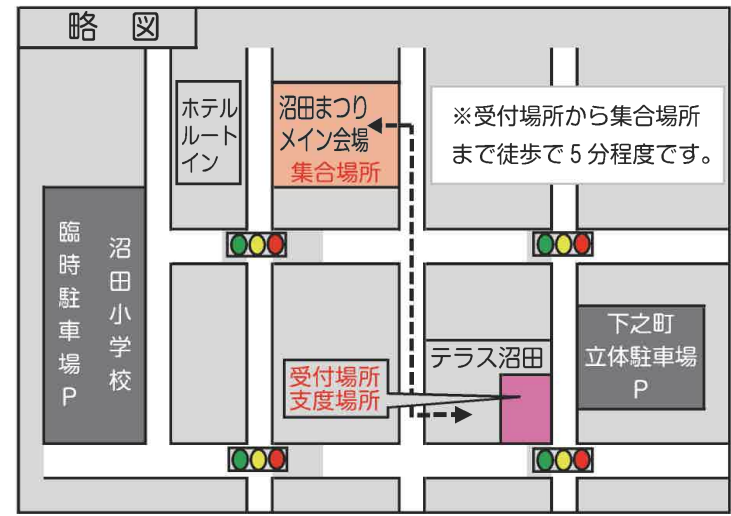 略図
ホテル
ルート
イン
沼田まつり
メイン会場
集合場所
※受付場所から集合場所
まで徒歩で5分程度です。
沼田小学校
臨時駐車場P
テラス沼田
受付場所
支度場所
下之町
立体駐車場
P